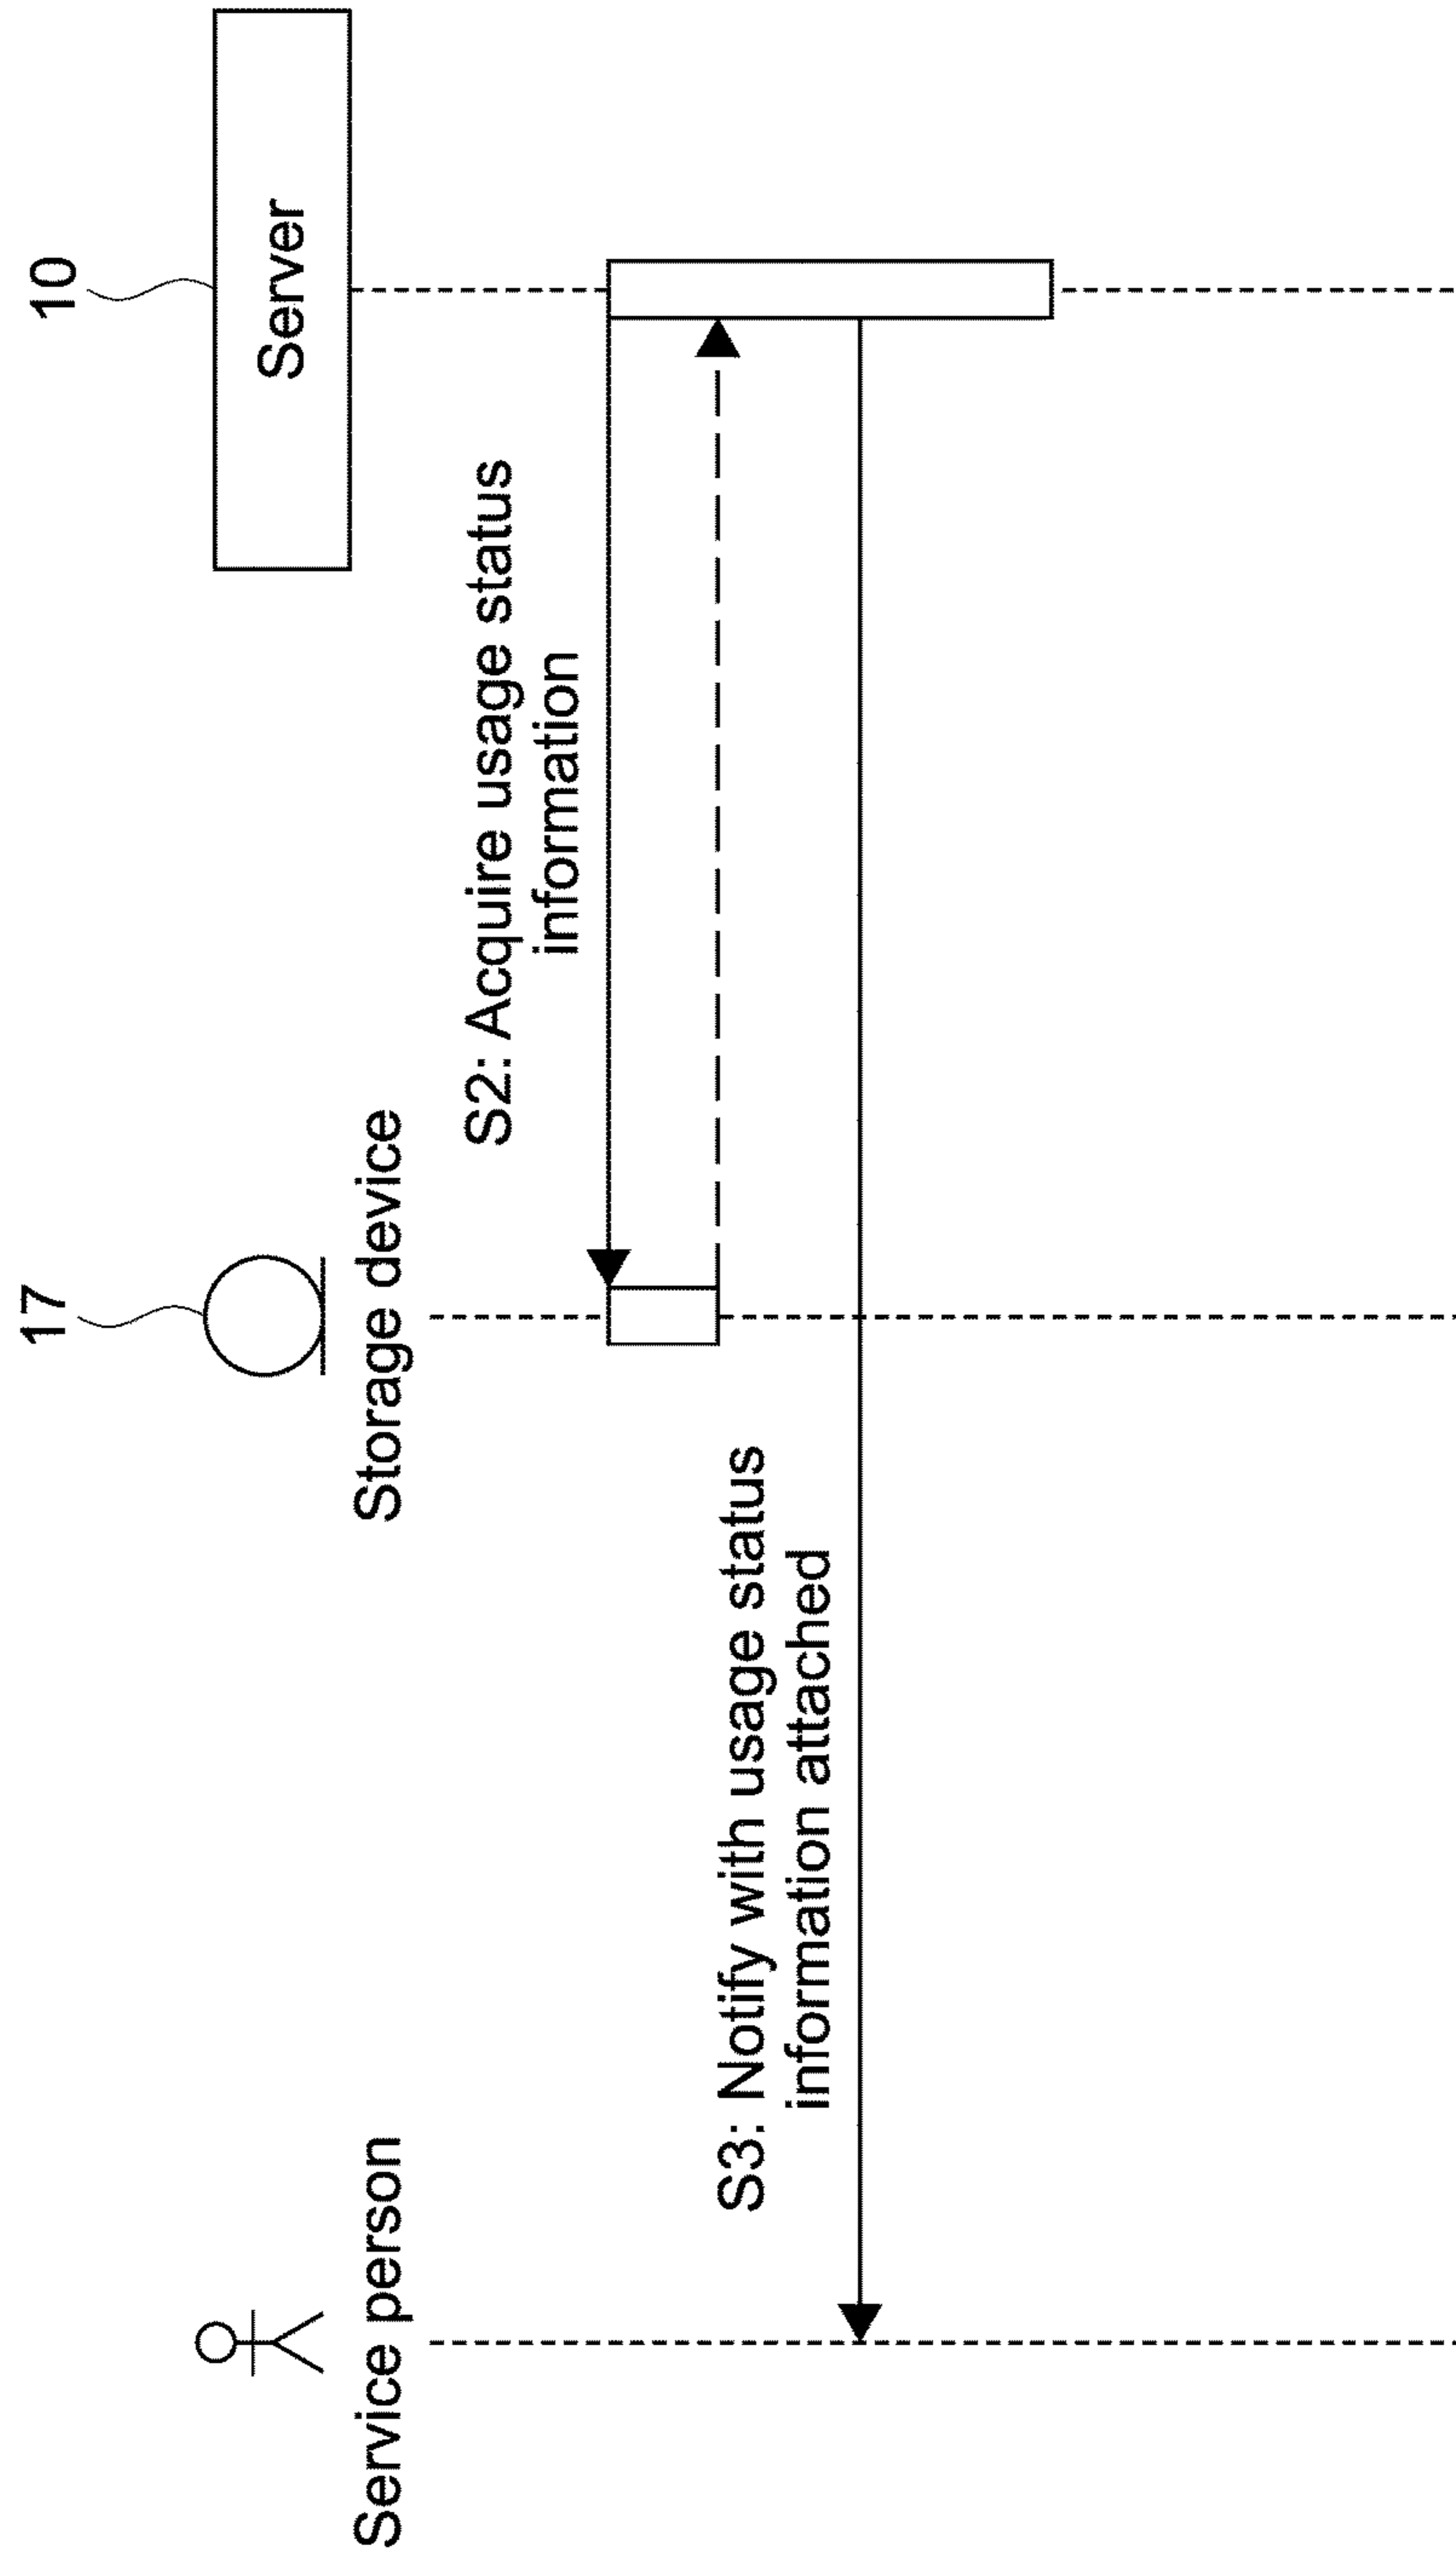 17
10
Service person
Storage device
Server
S2: Acquire usage status
information
S3: Notify with usage status
information attached